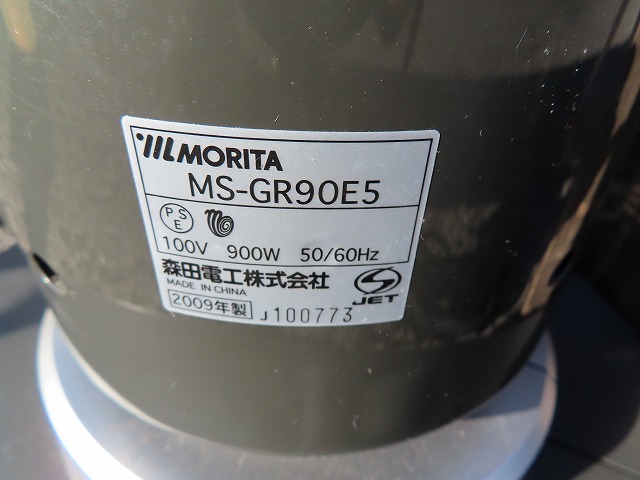 MORITA
MS-GR90E5
PSE
100V 900W 50/60Hz
森田電工株式会社
MADE IN CHINA
JET
2009年製 J100773